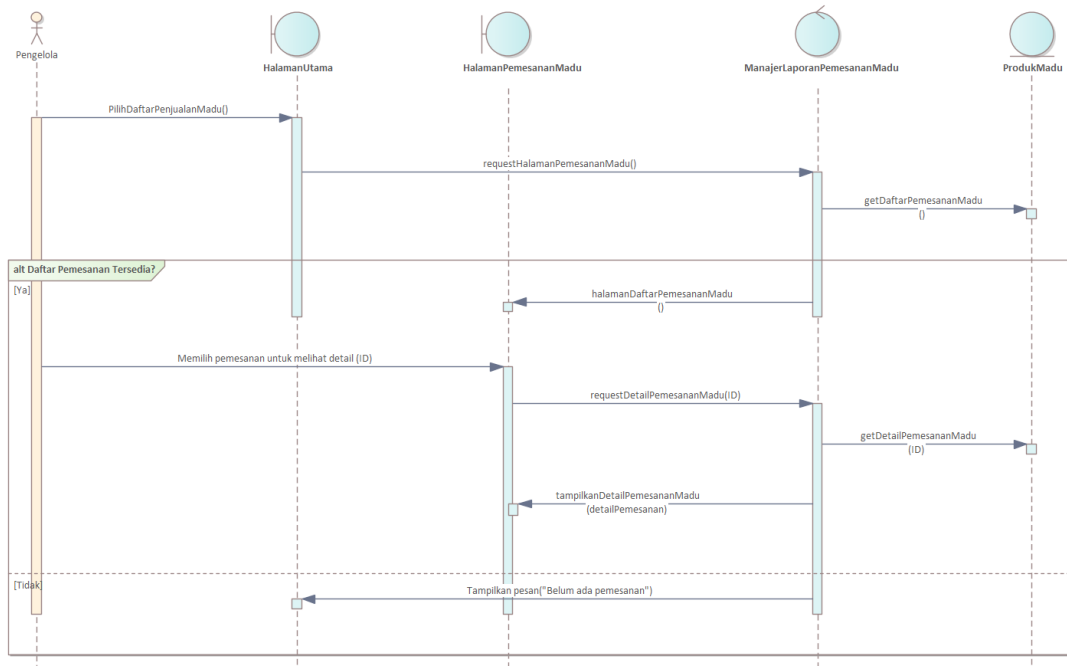 Pengelola
HalamanUtama
HalamanPemesananMadu
ManajerLaporanPemesananMadu
ProdukMadu
PilihDaftarPenjualanMadu()
requestHalamanPemesananMadu()
getDaftarPemesananMadu
()
alt Daftar Pemesanan Tersedia?
[Ya]
halamanDaftarPemesananMadu
()
Memilih pemesanan untuk melihat detail (ID)
requestDetailPemesananMadu(ID)
getDetailPemesananMadu
(ID)
tampilkanDetailPemesananMadu
(detailPemesanan)
[Tidak]
Tampilkan pesan("Belum ada pemesanan")